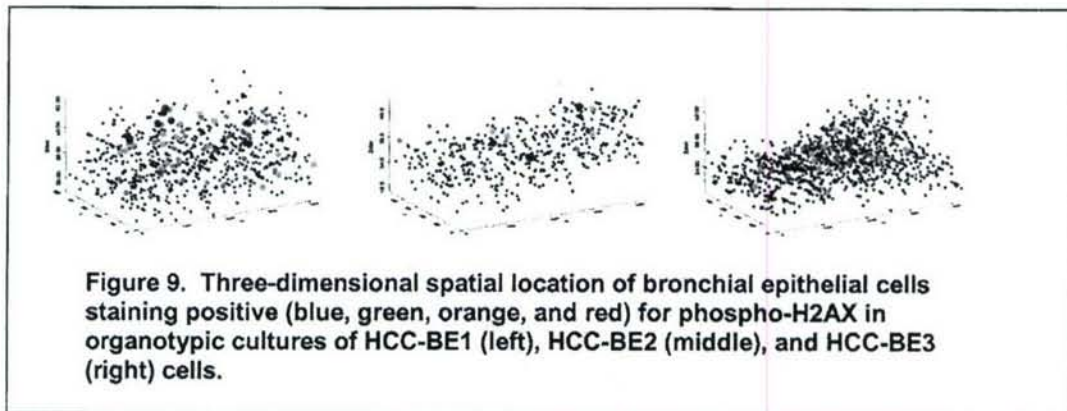 Figure 9. Three-dimensional spatial location of bronchial epithelial cells
staining positive (blue, green, orange, and red) for phospho-H2AX in
organotypic cultures of HCC-BE1 (left), HCC-BE2 (middle), and HCC-BE3
(right) cells.